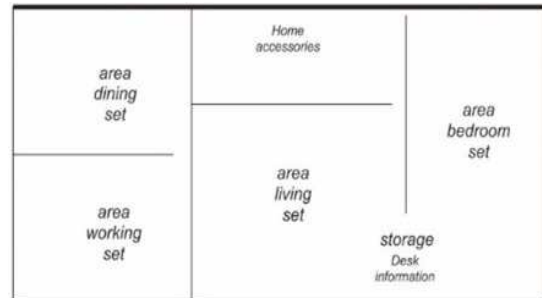 area
dining
set
Home
accessories
area
bedroom
set
area
working
set
area
living
set
storage
Desk
information